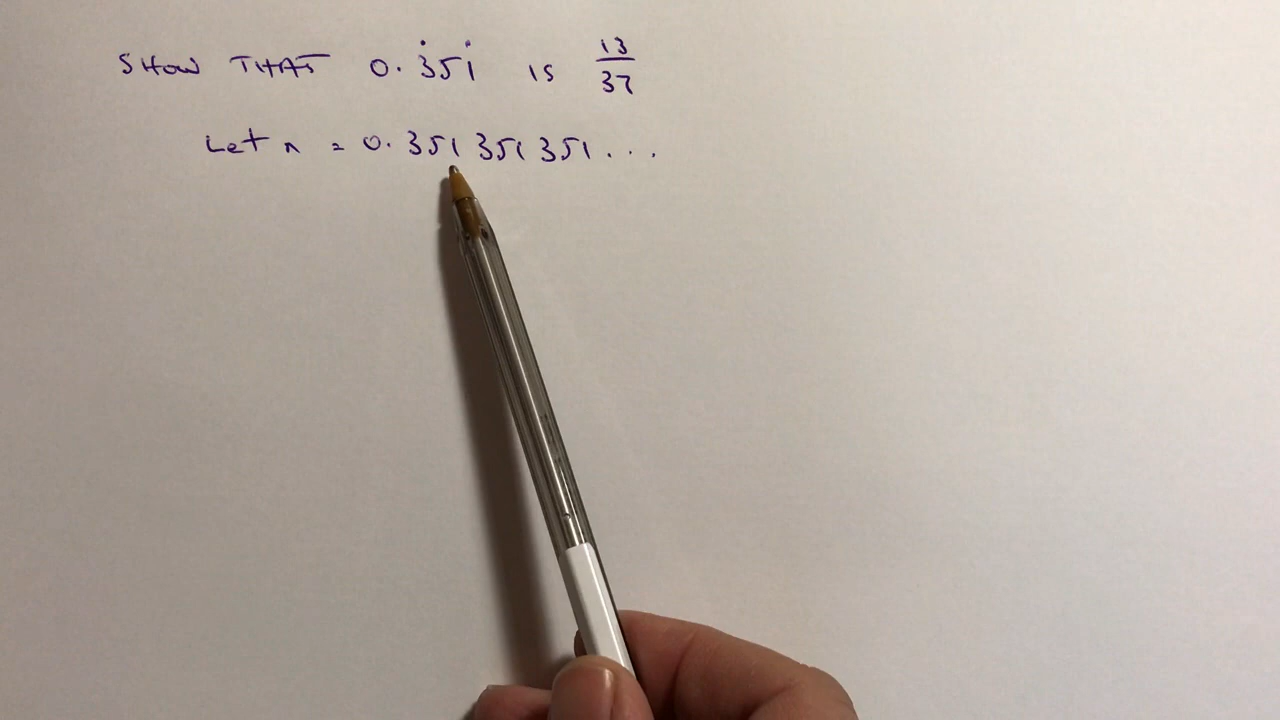 SHOW THAT 0.3̇51̇ is 13/37
Let n = 0.351 351 351...